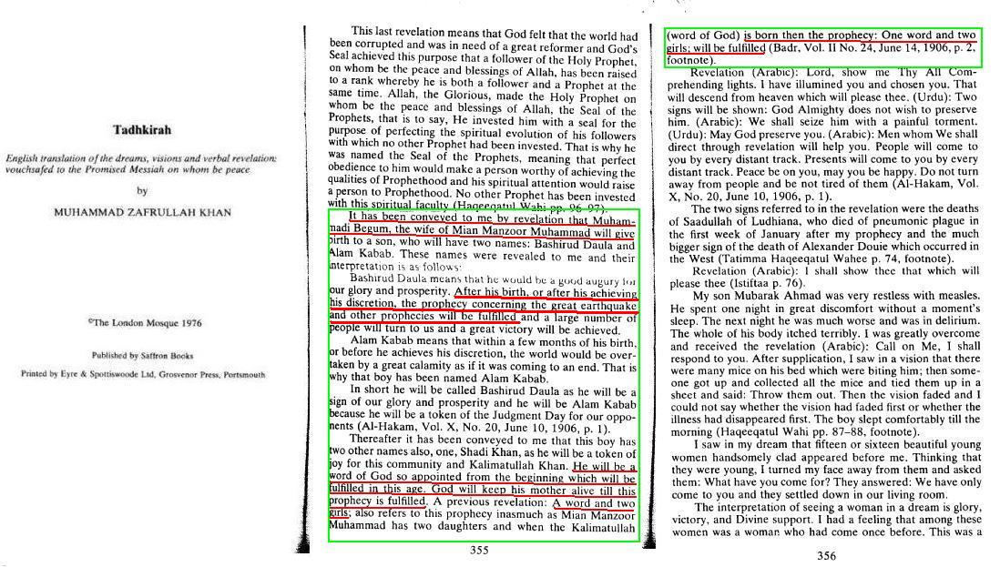 Tadhkirah
English translation of the dreams, visions and verbal revelation:
vouchsafed to the Promised Messiah on whom be peace
by
MUHAMMAD ZAFRULLAH KHAN
©The London Mosque 1976
Published by Saffron Books
Printed by Eyre & Spottiswoode Ltd, Grosvenor Press, Portsmouth
This last revelation means that God felt that the world had
been corrupted and was in need of a great reformer and God's
Seal achieved this purpose that a follower of the Holy Prophet,
on whom be the peace and blessings of Allah, has been raised
to a rank whereby he is both a follower and a Prophet at the
same time. Allah, the Glorious, made the Holy Prophet on
whom be the peace and blessings of Allah, the Seal of the
Prophets, that is to say, He invested him with a seal for the
purpose of perfecting the spiritual evolution of his followers
with which no other Prophet had been invested. That is why he
was named the Seal of the Prophets, meaning that perfect
obedience to him would make a person worthy of achieving the
qualities of Prophethood and his spiritual attention would raise
a person to Prophethood. No other Prophet has been invested
with this spiritual faculty (Haqeeqatul Wahi pp. 96-97).
It has been conveyed to me by revelation that Muham-
madi Begum, the wife of Mian Manzoor Muhammad will give
birth to a son, who will have two names: Bashirud Daula and
Alam Kabab. These names were revealed to me and their
interpretation is as follows:
Bashirud Daula means that he would be a good augury for
our glory and prosperity. After his birth, or after his achieving
his discretion, the prophecy concerning the great earthquake
and other prophecies will be fulfilled and a large number of
people will turn to us and a great victory will be achieved.
Alam Kabab means that within a few months of his birth,
or before he achieves his discretion, the world would be over-
taken by a great calamity as if it was coming to an end. That is
why that boy has been named Alam Kabab.
In short he will be called Bashirud Daula as he will be a
sign of our glory and prosperity and he will be Alam Kabab
because he will be a token of the Judgment Day for our oppo-
nents (Al-Hakam, Vol. X, No. 20, June 10, 1906, p. 1).
Thereafter it has been conveyed to me that this boy has
two other names also, one, Shadi Khan, as he will be a token of
joy for this community and Kalimatullah Khan. He will be a
word of God so appointed from the beginning which will be
fulfilled in this age. God will keep his mother alive till this
prophecy is fulfilled. A previous revelation: A word and two
girls; also refers to this prophecy inasmuch as Mian Manzoor
Muhammad has two daughters and when the Kalimatullah
355
(word of God) is born then the prophecy: One word and two
girls; will be fulfilled (Badr, Vol. II No. 24, June 14, 1906, p. 2,
footnote).
Revelation (Arabic): Lord, show me Thy All Com-
prehending lights. I have illumined you and chosen you. That
will descend from heaven which will please thee. (Urdu): Two
signs will be shown: God Almighty does not wish to preserve
him. (Arabic): We shall seize him with a painful torment.
(Urdu): May God preserve you. (Arabic): Men whom We shall
direct through revelation will help you. People will come to
you by every distant track. Presents will come to you by every
distant track. Peace be on you, may you be happy. Do not turn
away from people and be not tired of them (Al-Hakam, Vol.
X, No. 20, June 10, 1906, p. 1).
The two signs referred to in the revelation were the deaths
of Saadullah of Ludhiana, who died of pneumonic plague in
the first week of January after my prophecy and the much
bigger sign of the death of Alexander Douie which occurred in
the West (Tatimma Haqeeqatul Wahee p. 74, footnote).
Revelation (Arabic): I shall show thee that which will
please thee (Istiftaa p. 76).
My son Mubarak Ahmad was very restless with measles.
He spent one night in great discomfort without a moment's
sleep. The next night he was much worse and was in delirium.
The whole of his body itched terribly. I was greatly overcome
and received the revelation (Arabic): Call on Me, I shall
respond to you. After supplication, I saw in a vision that there
were many mice on his bed which were biting him; then some-
one got up and collected all the mice and tied them up in a
sheet and said: Throw them out. Then the vision faded and I
could not say whether the vision had faded first or whether the
illness had disappeared first. The boy slept comfortably till the
morning (Haqeeqatul Wahi pp. 87-88, footnote).
I saw in my dream that fifteen or sixteen beautiful young
women handsomely clad appeared before me. Thinking that
they were young, I turned my face away from them and asked
them: What have you come for? They answered: We have only
come to you and they settled down in our living room.
The interpretation of seeing a woman in a dream is glory,
victory, and Divine support. I had a feeling that among these
women was a woman who had come once before. This was a
356